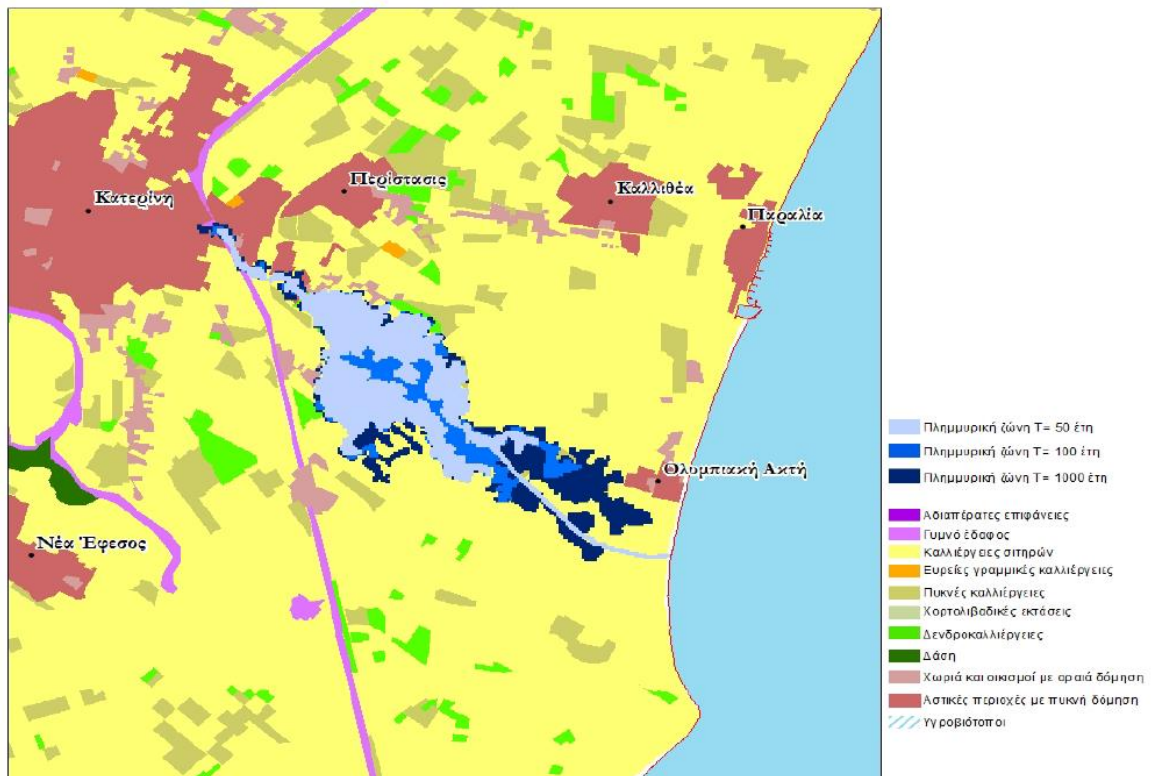 Κατερίνη
Περίστασις
Καλλιθέα
Παραλία
Ολυμπιακή Ακτή
Νέα Έφεσος
Πλημμυρική ζώνη Τ= 50 έτη
Πλημμυρική ζώνη Τ= 100 έτη
Πλημμυρική ζώνη Τ= 1000 έτη
Αδιαπέρατες επιφάνειες
Γυμνό έδαφος
Καλλιέργειες σιτηρών
Ευρείες γραμμικές καλλιέργειες
Πυκνές καλλιέργειες
Χορτολιβαδικές εκτάσεις
Δενδροκαλλιέργειες
Δάση
Χωριά και οικισμοί με αραιά δόμηση
Αστικές περιοχές με πυκνή δόμηση
Υγροβιότοποι